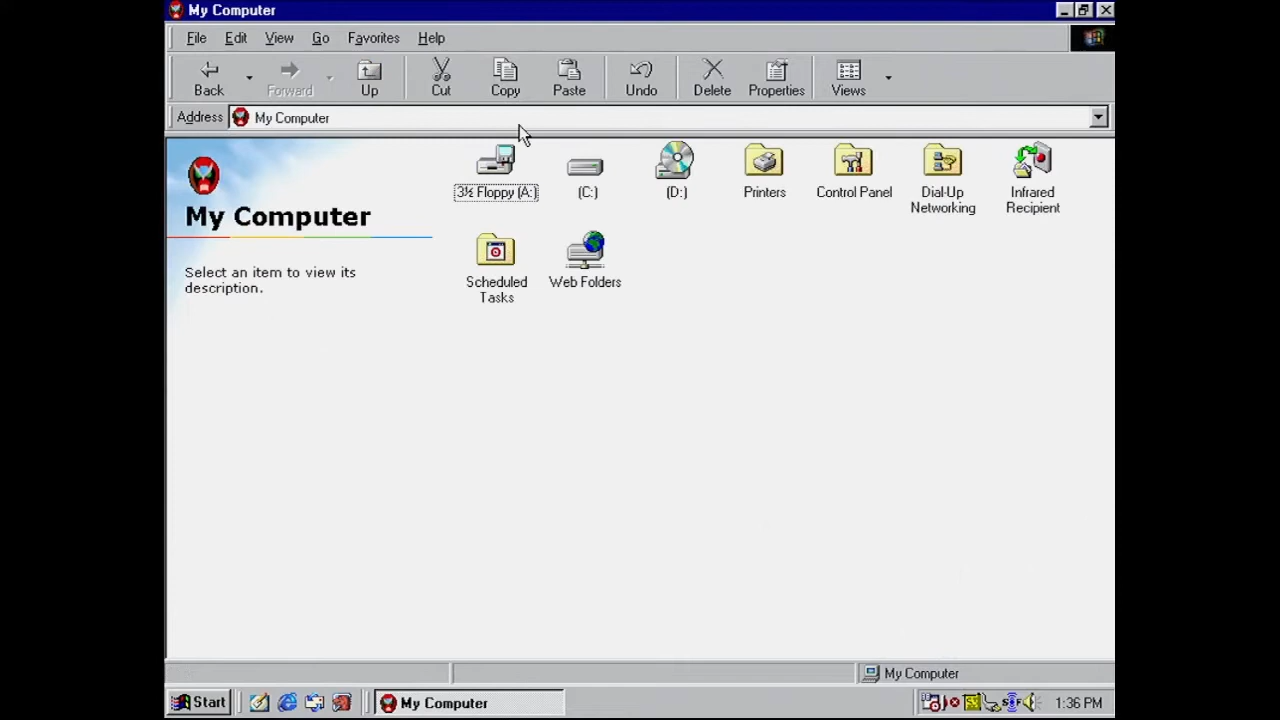 My Computer
File Edit View Go Favorites Help
Back Forward Up Cut Copy Paste Undo Delete Properties Views
Address My Computer
3½ Floppy (A:) (C:) (D:) Printers Control Panel Dial-Up Networking Infrared Recipient
My Computer
Select an item to view its
description.
Scheduled Tasks Web Folders
My Computer
Start My Computer 1:36 PM